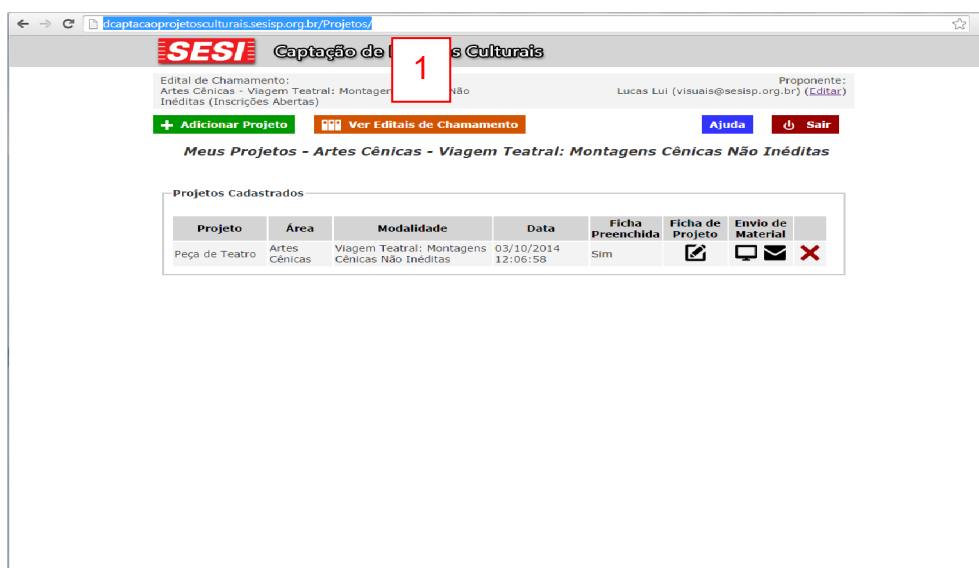 dcaptacaoprojetosculturais.sesisp.org.br/Projetos/
SESI Captação de s Culturais
1
Edital de Chamamento:
Artes Cênicas - Viagem Teatral: Montagen Não
Inéditas (Inscrições Abertas)
Proponente:
Lucas Lui (visuais@sesisp.org.br) (Editar)
Adicionar Projeto Ver Editais de Chamamento Ajuda Sair
Meus Projetos - Artes Cênicas - Viagem Teatral: Montagens Cênicas Não Inéditas
Projetos Cadastrados
Projeto Área Modalidade Data Ficha Preenchida Ficha de Projeto Envio de Material
Peça de Teatro Artes Cênicas Viagem Teatral: Montagens Cênicas Não Inéditas 03/10/2014 12:06:58 Sim